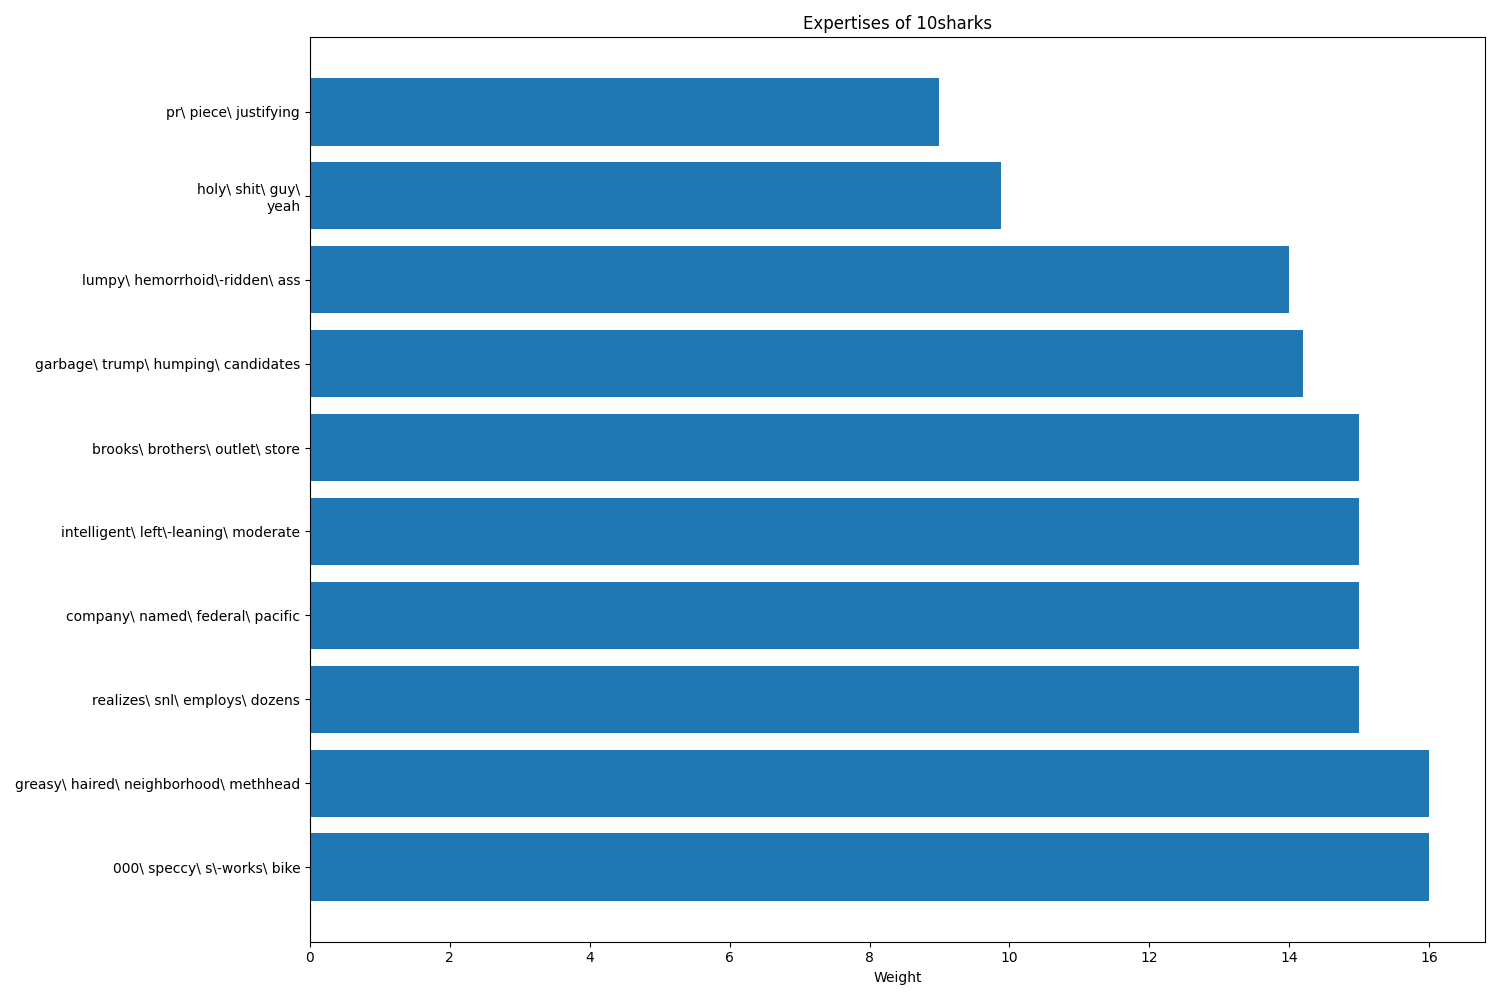 Expertises of 10sharks
pr\ piece\ justifying
holy\ shit\ guy\
yeah
lumpy\ hemorrhoid\-ridden\ ass
garbage\ trump\ humping\ candidates
brooks\ brothers\ outlet\ store
intelligent\ left\-leaning\ moderate
company\ named\ federal\ pacific
realizes\ snl\ employs\ dozens
greasy\ haired\ neighborhood\ methhead
000\ speccy\ s\-works\ bike
0 2 4 6 8 10 12 14 16
Weight